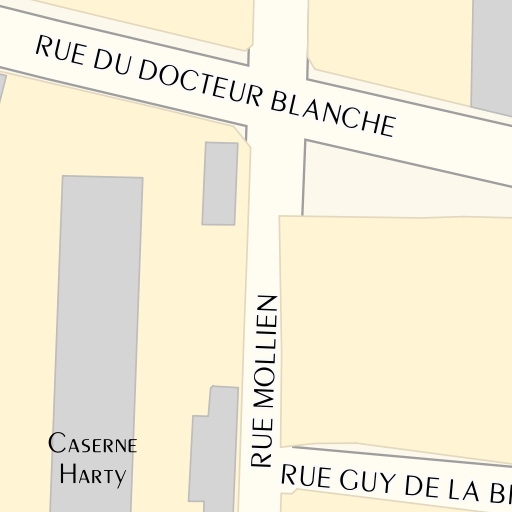 RUE DU DOCTEUR BLANCHE
RUE MOLLIEN
CASERNE
HARTY
RUE GUY DE LA